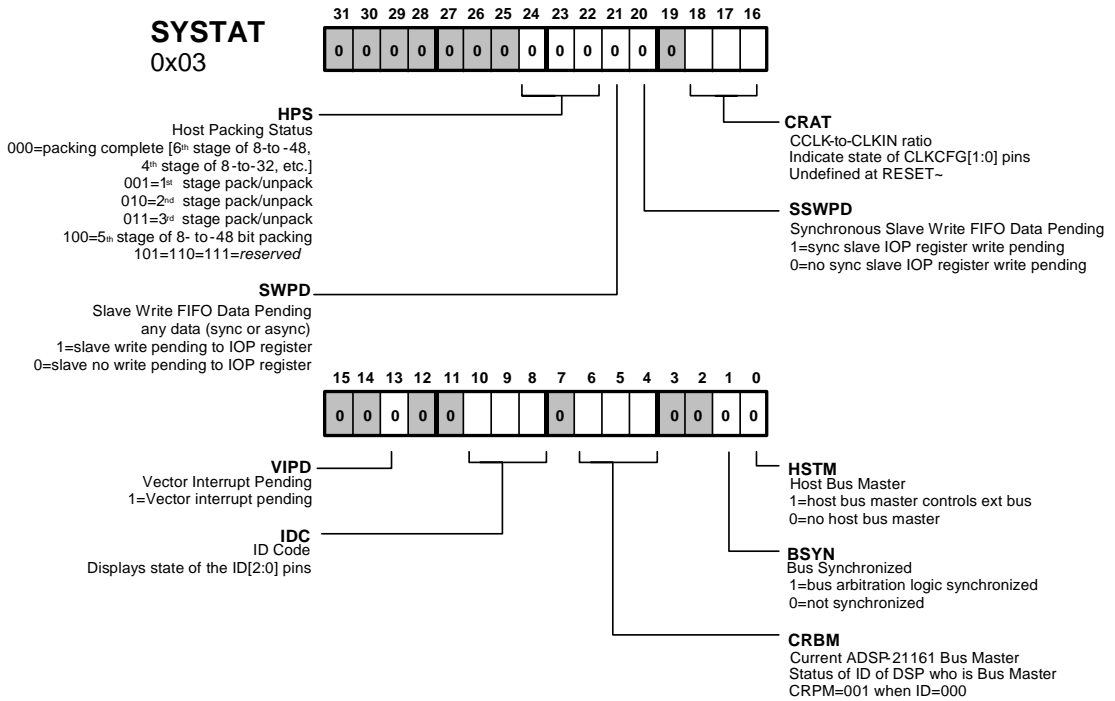 SYSTAT
0x03
31 30 29 28 27 26 25 24 23 22 21 20 19 18 17 16
0 0 0 0 0 0 0 0 0 0 0 0 0
HPS
Host Packing Status
000=packing complete [6th stage of 8-to -48,
4th stage of 8-to-32, etc.]
001=1st stage pack/unpack
010=2nd stage pack/unpack
011=3rd stage pack/unpack
100=5th stage of 8- to-48 bit packing
101=110=111=reserved
SWPD
Slave Write FIFO Data Pending
any data (sync or async)
1=slave write pending to IOP register
0=slave no write pending to IOP register
CRAT
CCLK-to-CLKIN ratio
Indicate state of CLKCFG[1:0] pins
Undefined at RESET~
SSWPD
Synchronous Slave Write FIFO Data Pending
1=sync slave IOP register write pending
0=no sync slave IOP register write pending
15 14 13 12 11 10 9 8 7 6 5 4 3 2 1 0
0 0 0 0 0 0 0 0 0 0
VIPD
Vector Interrupt Pending
1=Vector interrupt pending
IDC
ID Code
Displays state of the ID[2:0] pins
HSTM
Host Bus Master
1=host bus master controls ext bus
0=no host bus master
BSYN
Bus Synchronized
1=bus arbitration logic synchronized
0=not synchronized
CRBM
Current ADSP-21161 Bus Master
Status of ID of DSP who is Bus Master
CRPM=001 when ID=000